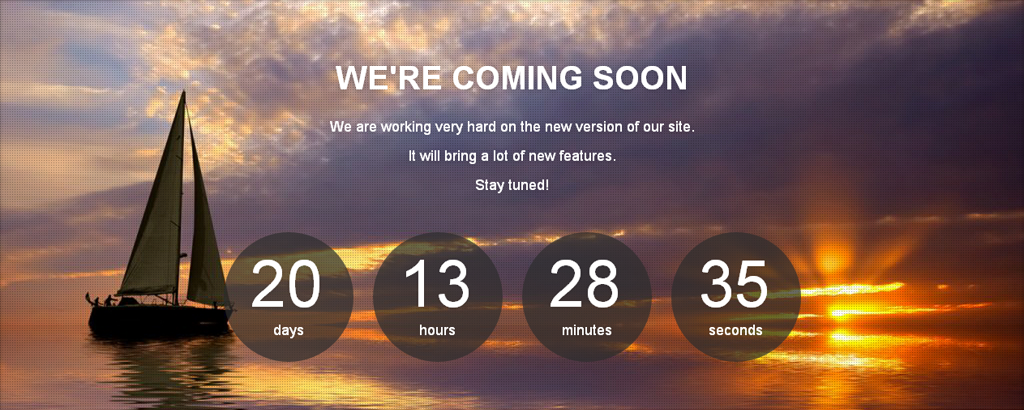 WE'RE COMING SOON
We are working very hard on the new version of our site.
It will bring a lot of new features.
Stay tuned!
20 13 28 35
days hours minutes seconds